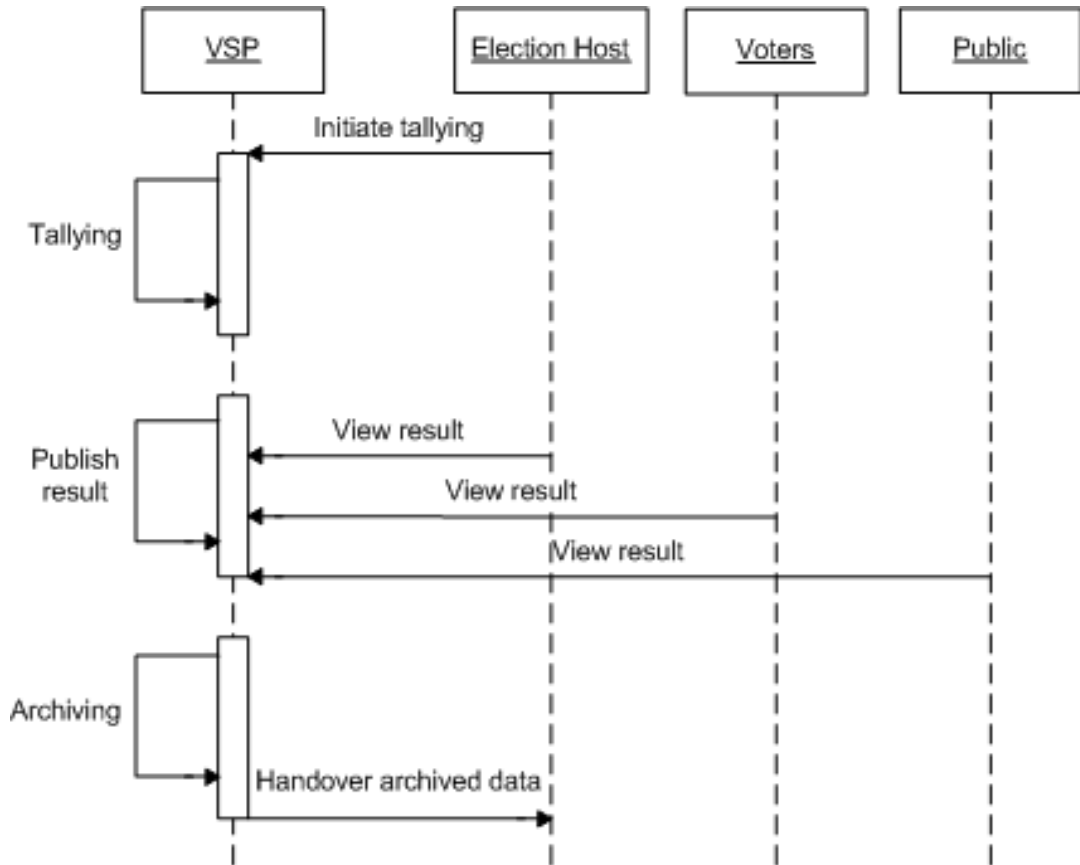 VSP
Election Host
Voters
Public
Initiate tallying
Tallying
View result
Publish
result
View result
View result
Archiving
Handover archived data